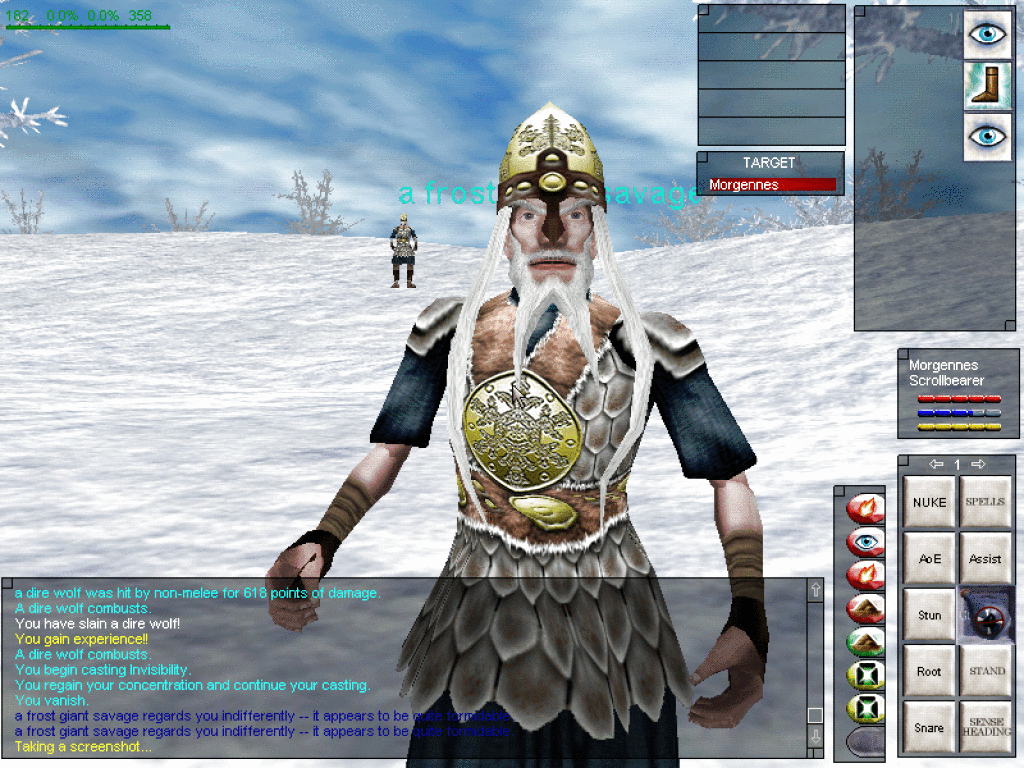 182 0.0% 0.0% 358
a frost savage
TARGET
Morgennes
Morgennes
Scrollbearer
1
NUKE SPELLS
AoE Assist
Stun
Root STAND
Snare SENSE HEADING
a dire wolf was hit by non-melee for 618 points of damage.
A dire wolf combusts.
You have slain a dire wolf!
You gain experience!!
A dire wolf combusts.
You begin casting Invisibility.
You regain your concentration and continue your casting.
You vanish.
a frost giant savage regards you indifferently -- it appears to be quite formidable.
a frost giant savage regards you indifferently -- it appears to be quite formidable.
Taking a screenshot...